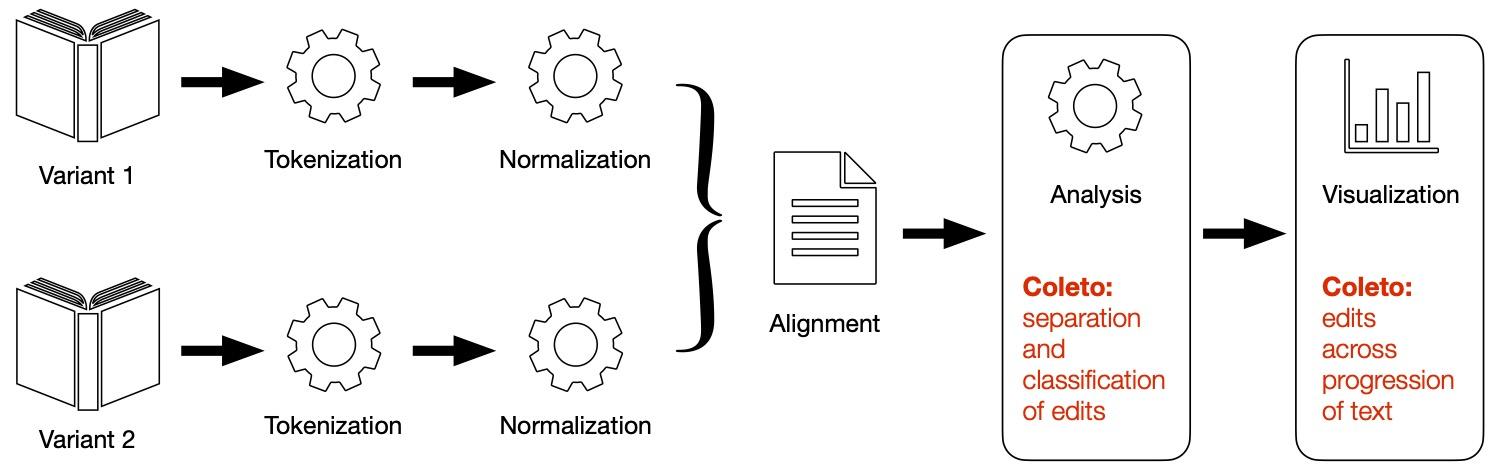 Variant 1
Tokenization
Normalization
Variant 2
Tokenization
Normalization
Alignment
Analysis
Coleto:
separation
and
classification
of edits
Visualization
Coleto:
edits
across
progression
of text